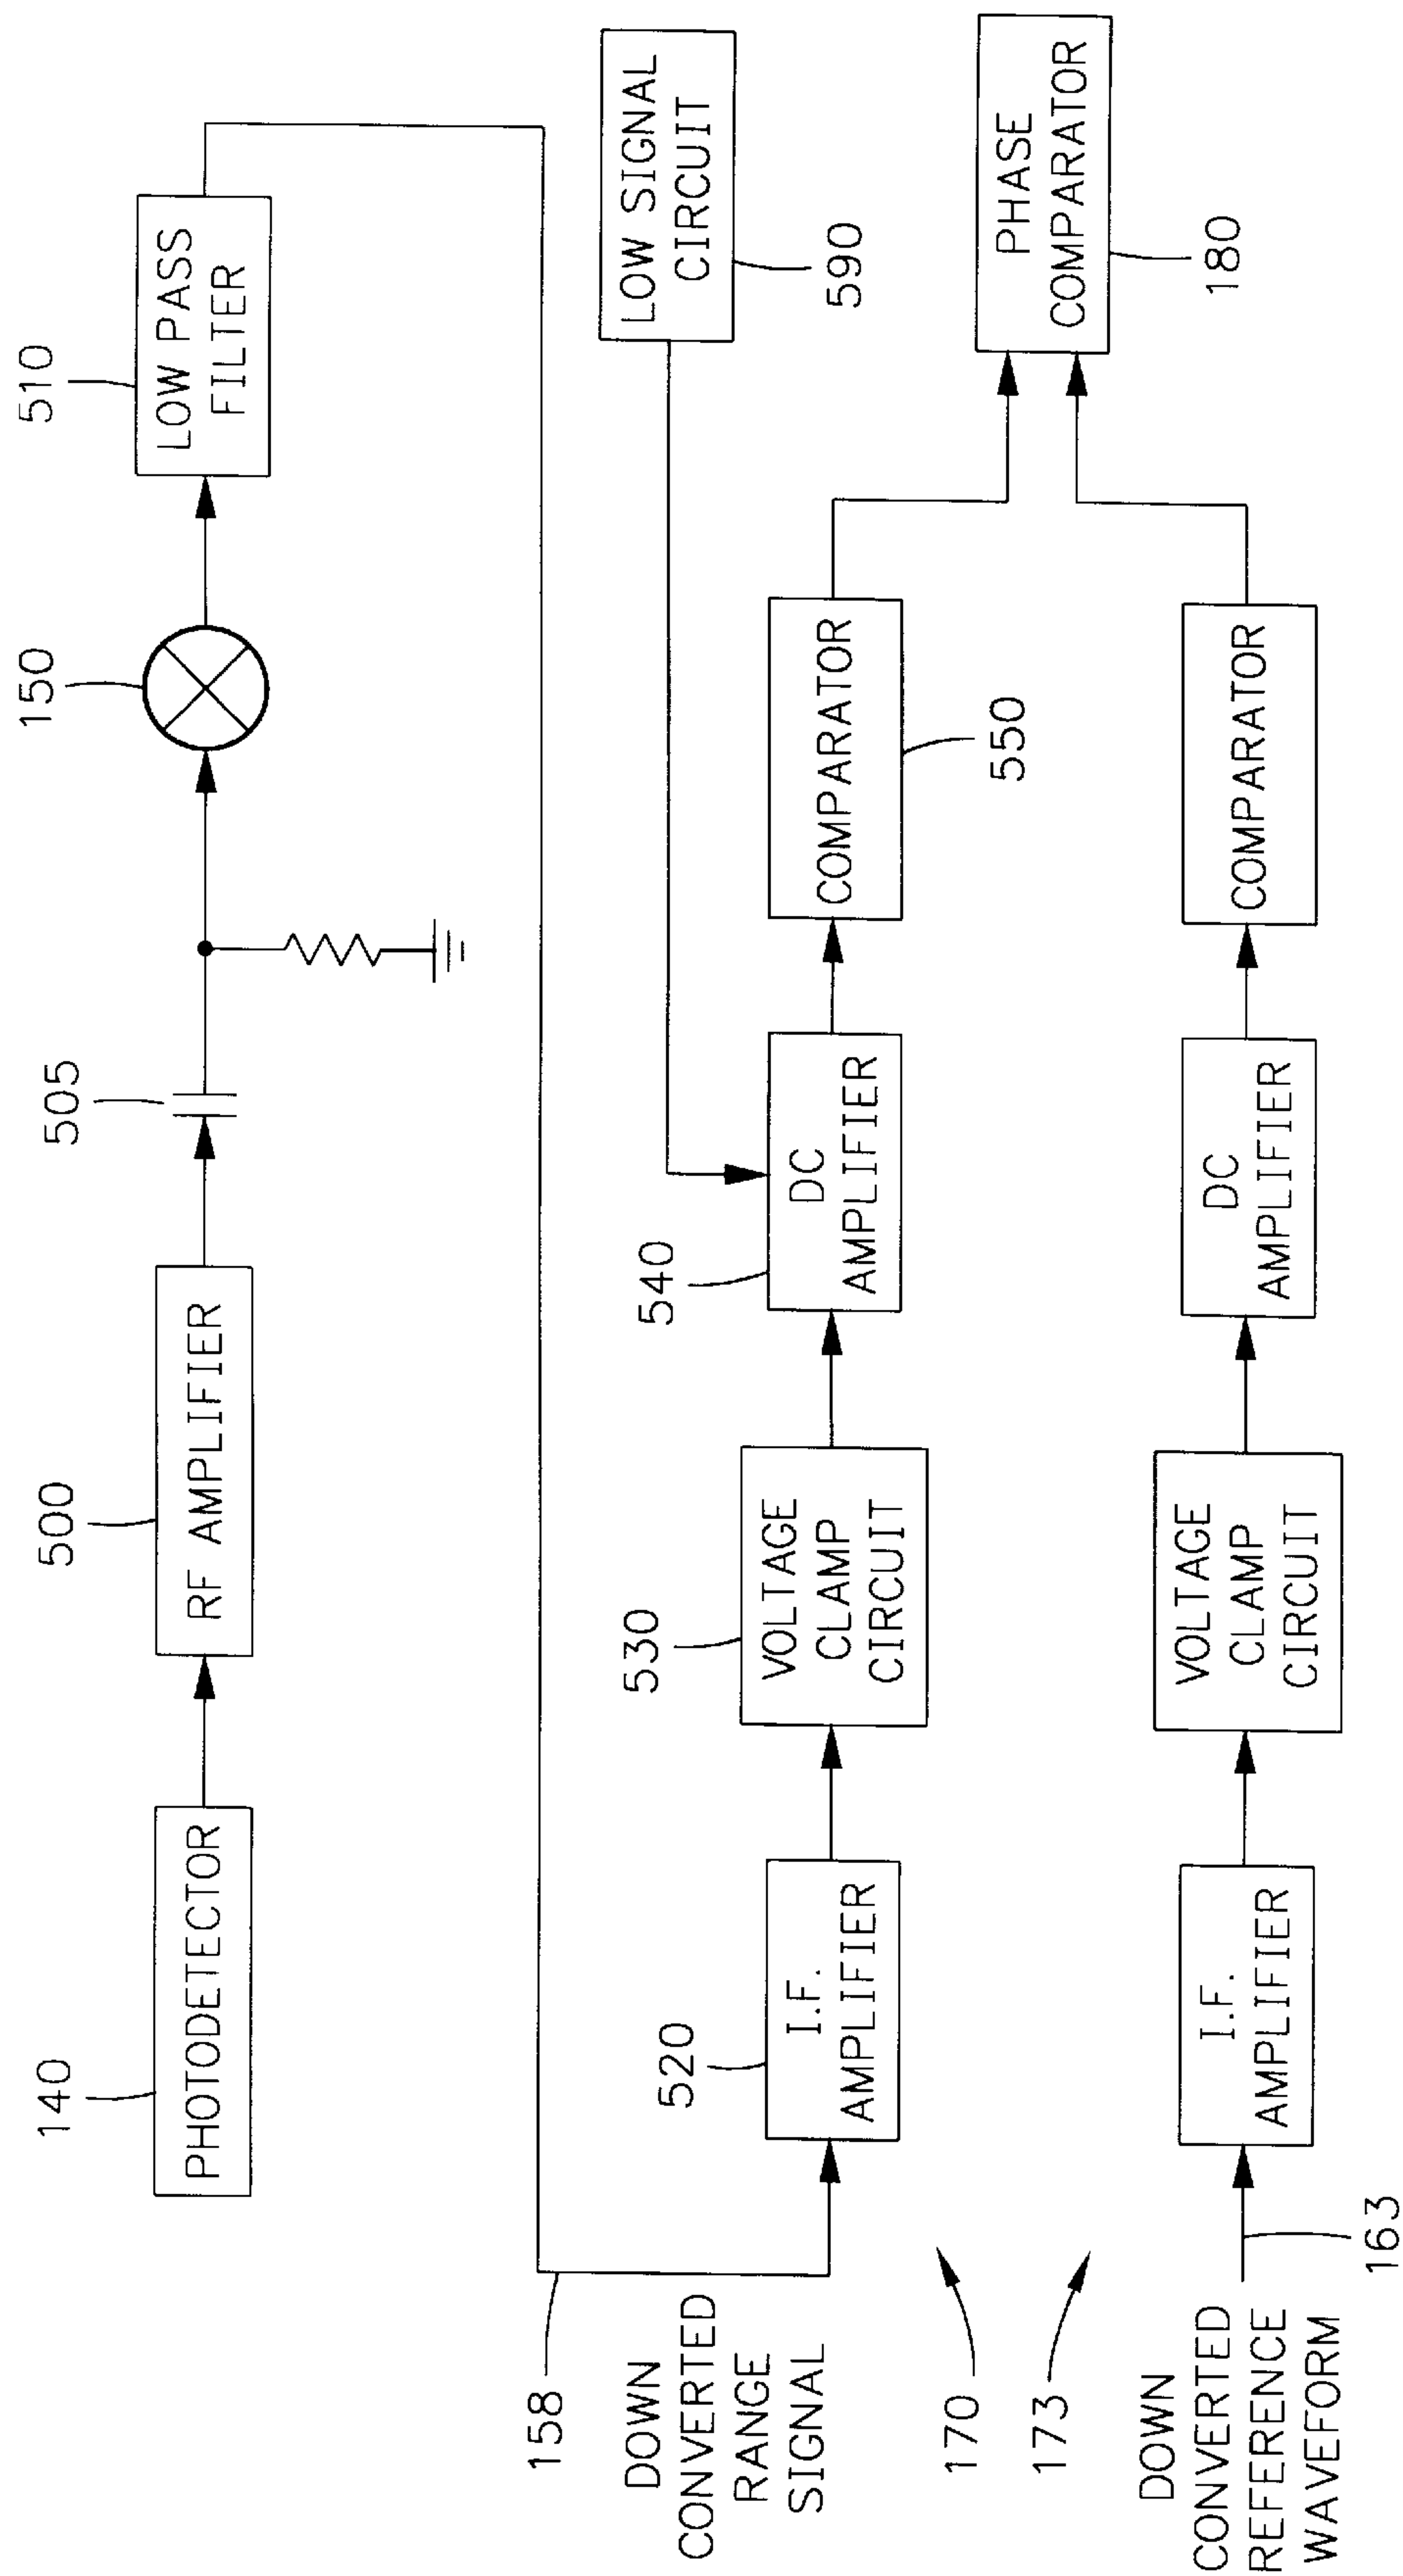 140
PHOTODETECTOR
500
RF AMPLIFIER
505
150
510
LOW PASS
FILTER
158
DOWN
CONVERTED
RANGE
SIGNAL
520
I.F.
AMPLIFIER
530
VOLTAGE
CLAMP
CIRCUIT
540
DC
AMPLIFIER
COMPARATOR
550
LOW SIGNAL
CIRCUIT
590
PHASE
COMPARATOR
180
170
173
DOWN
CONVERTED
REFERENCE
WAVEFORM
163
I.F.
AMPLIFIER
VOLTAGE
CLAMP
CIRCUIT
DC
AMPLIFIER
COMPARATOR